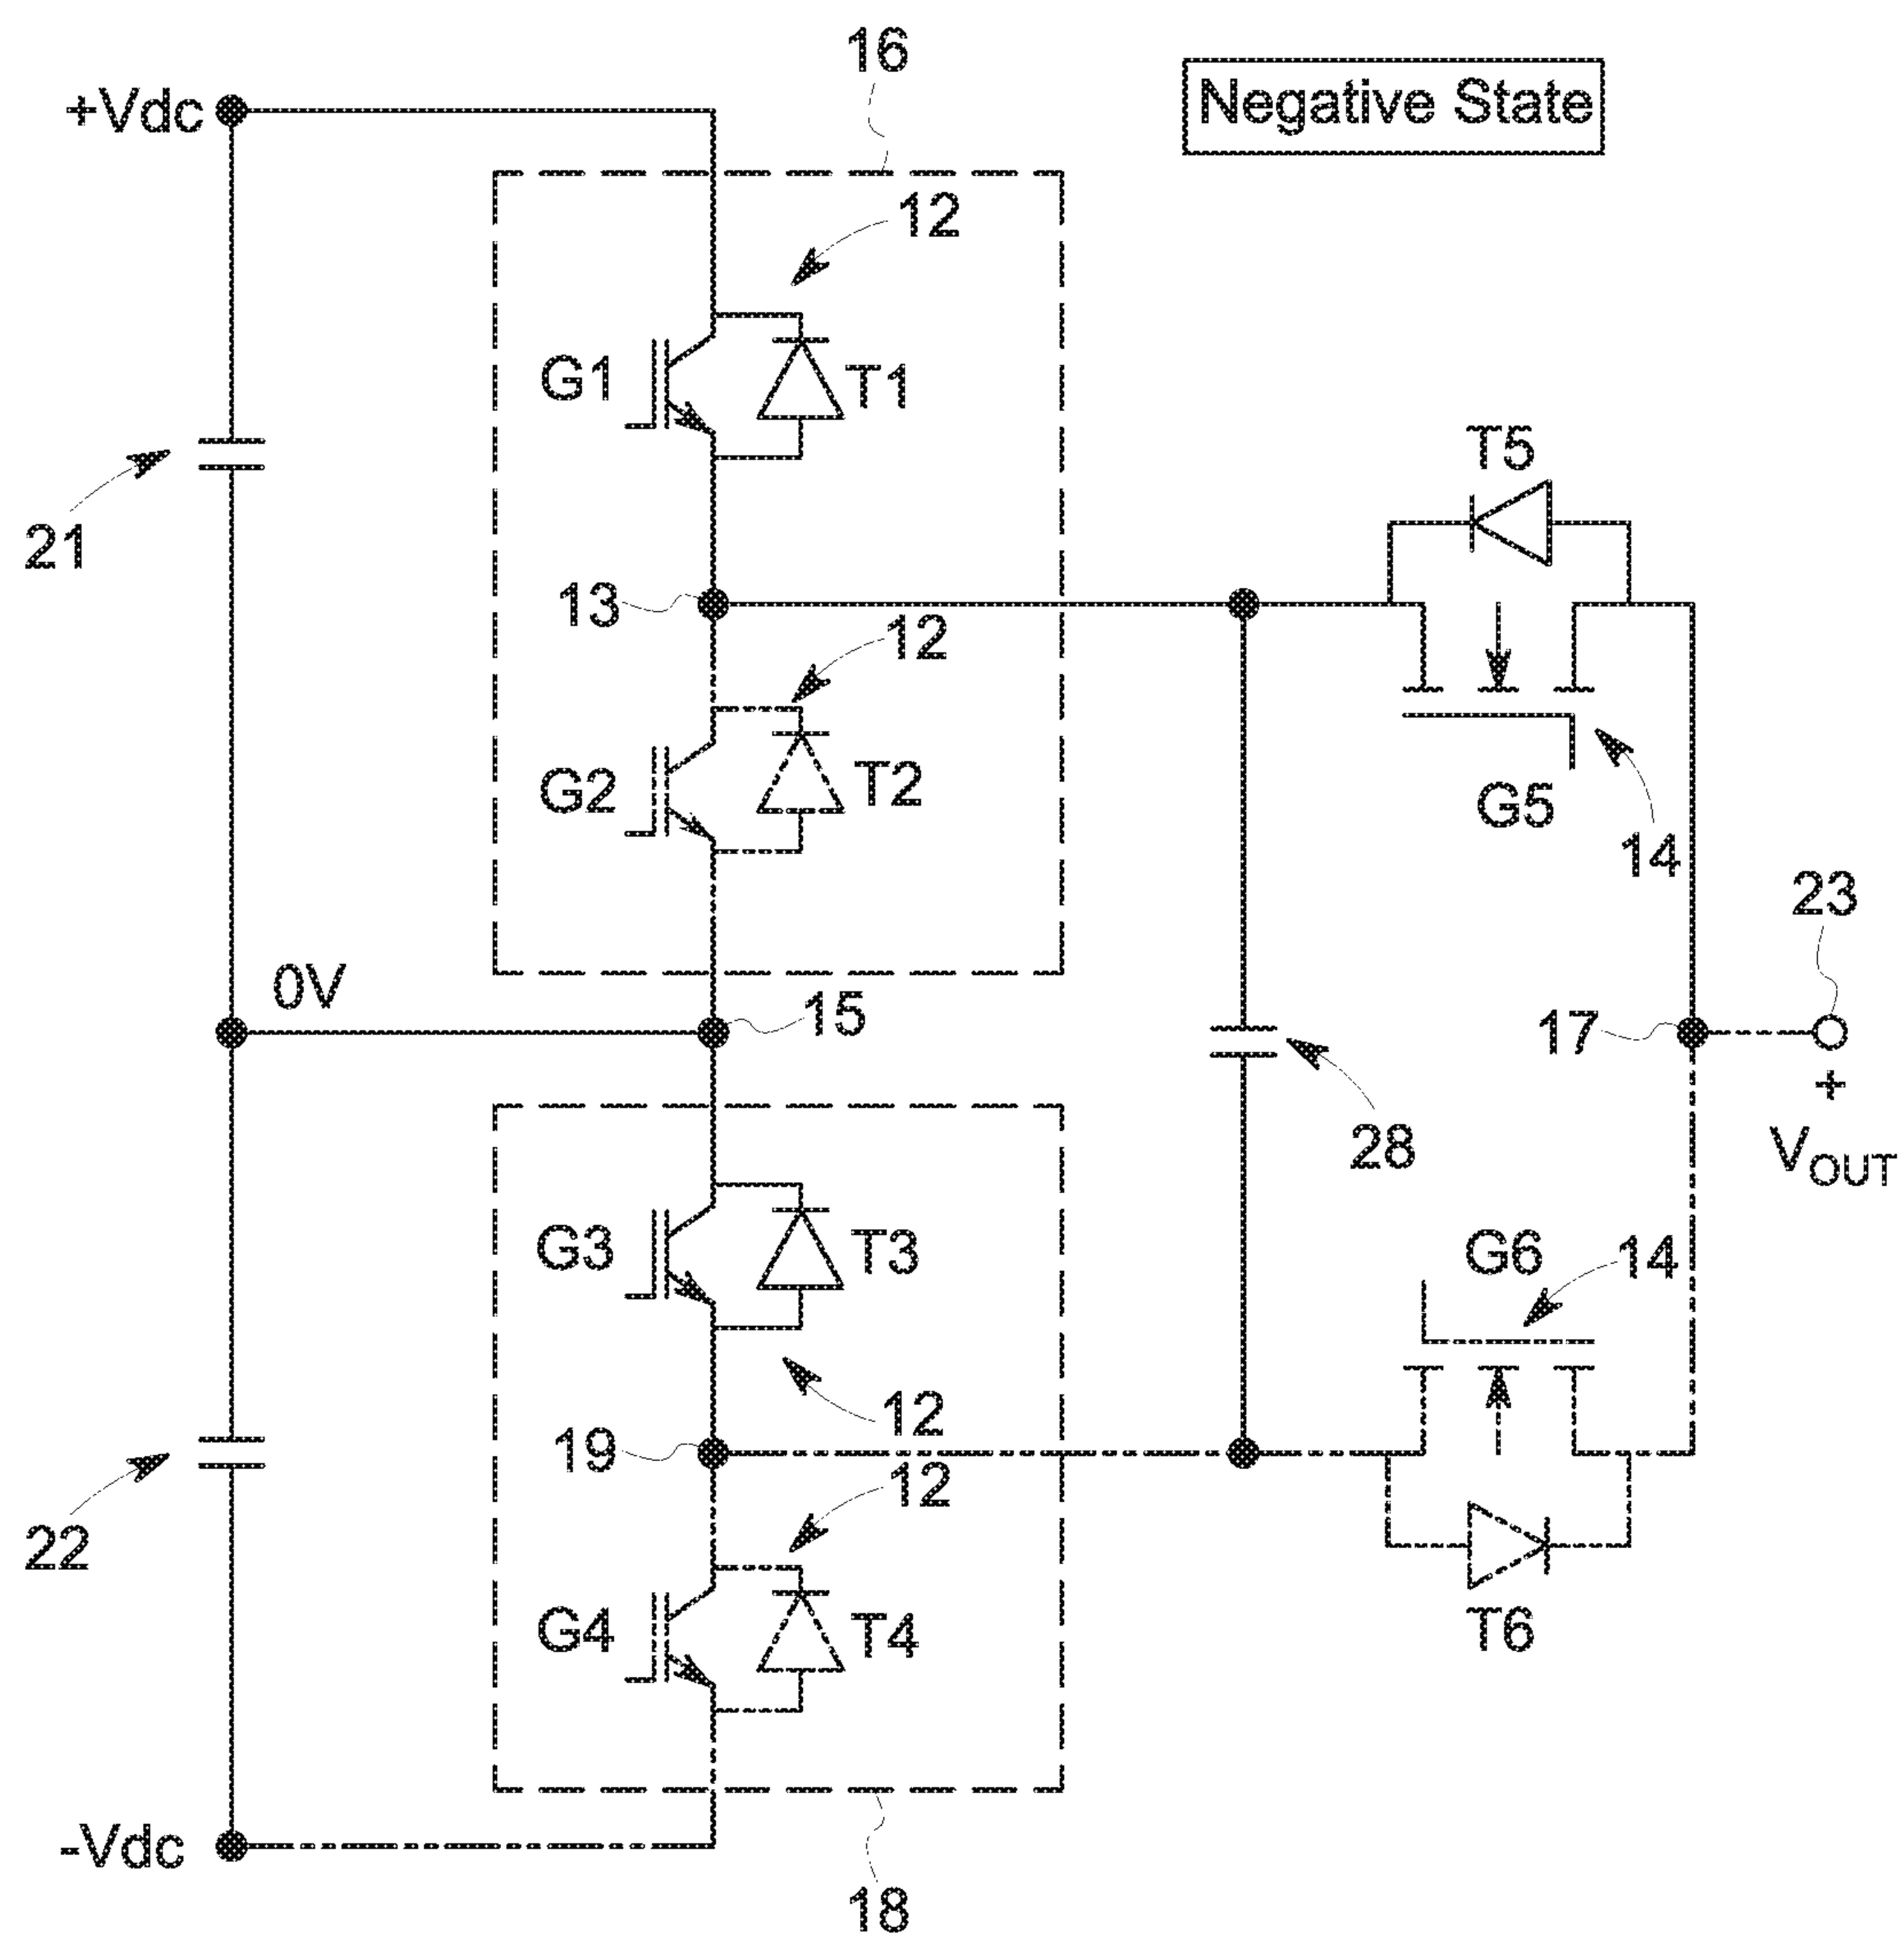 16
Negative State
+Vdc
12
G1
T1
T5
21
13
12
G2
T2
G5
14
23
0V
15
17
+
28
VOUT
G3
T3
G6
14
12
19
12
22
G4
T4
T6
-Vdc
18